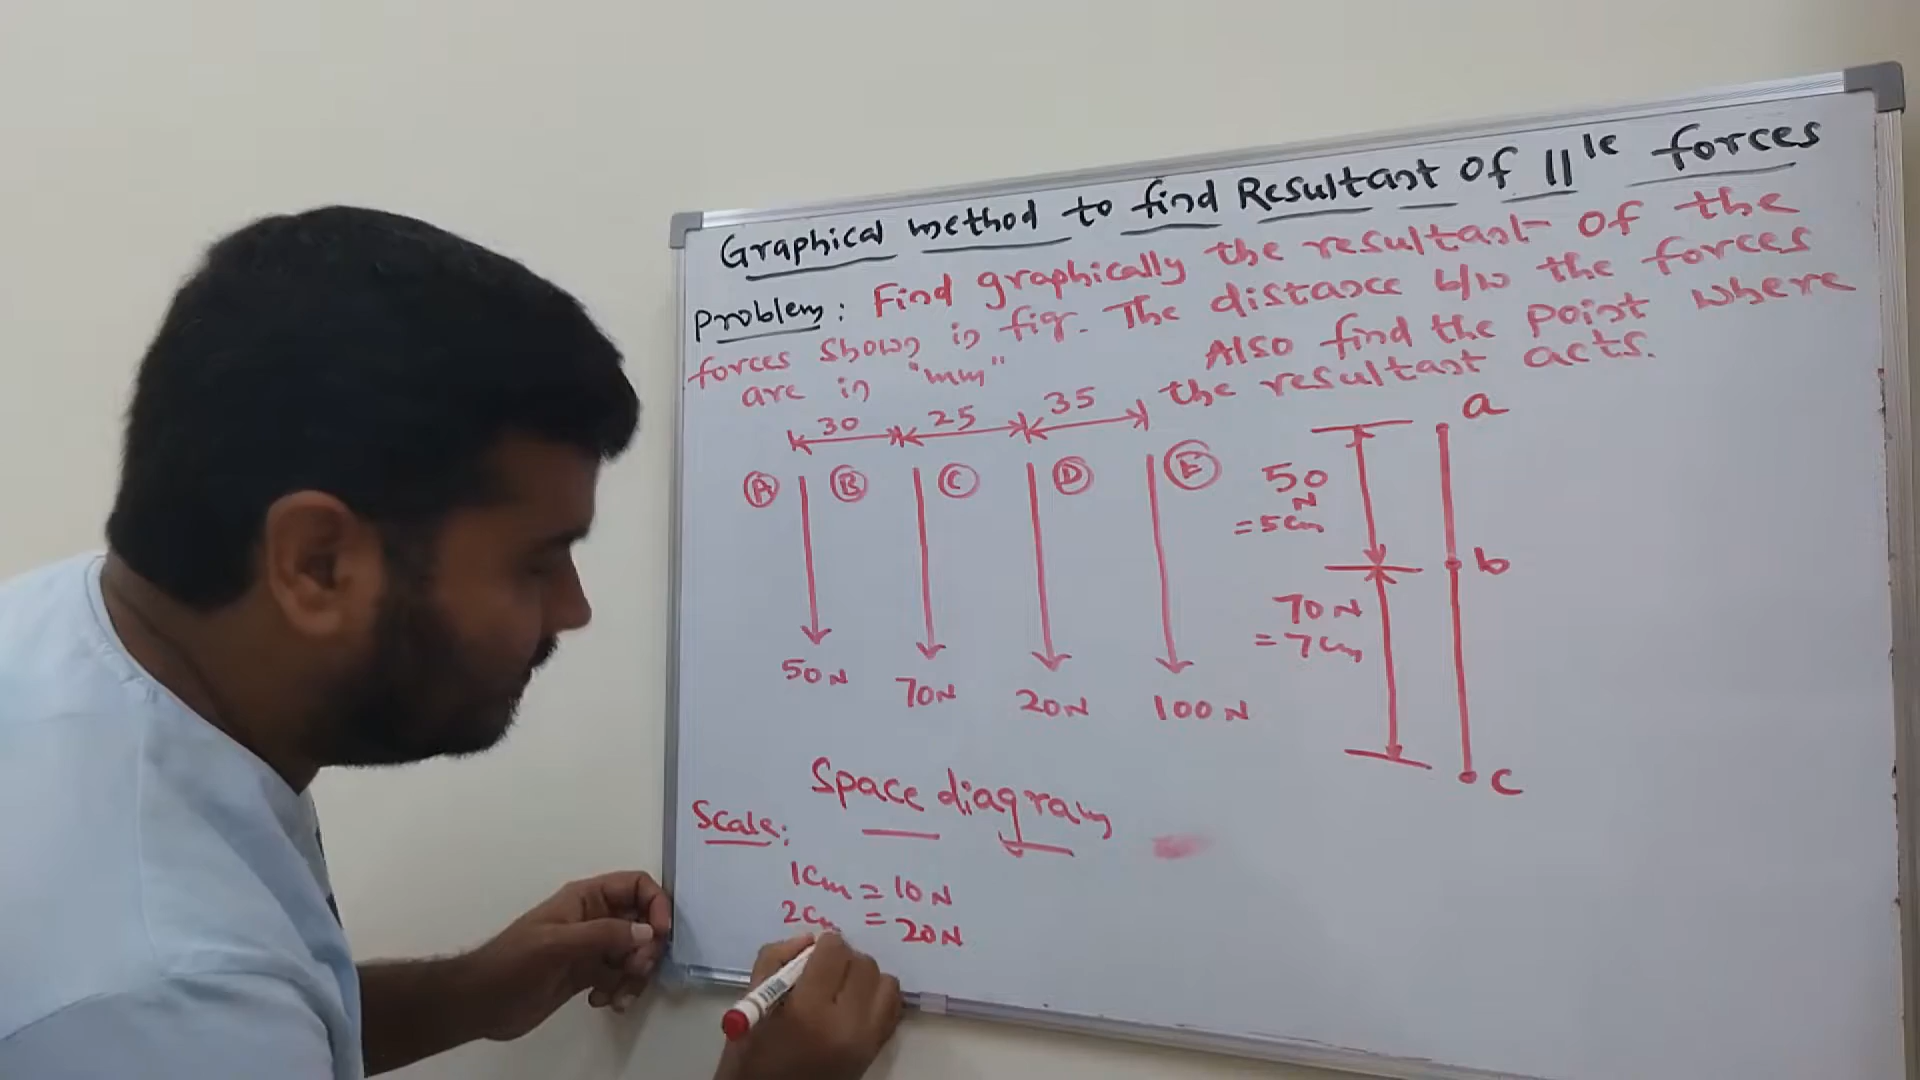 Graphical method to find Resultant of ||le forces
Problem: Find graphically the resultant of the
forces shown in fig. The distance b/w the forces
are in "mm" Also find the point where
the resultant acts.
30 25 35
A B C D E
50N 70N 20N 100N
a
50
N
=5cm
b
70N
=7cm
c
Space diagram
Scale:
1cm = 10N
2cm = 20N